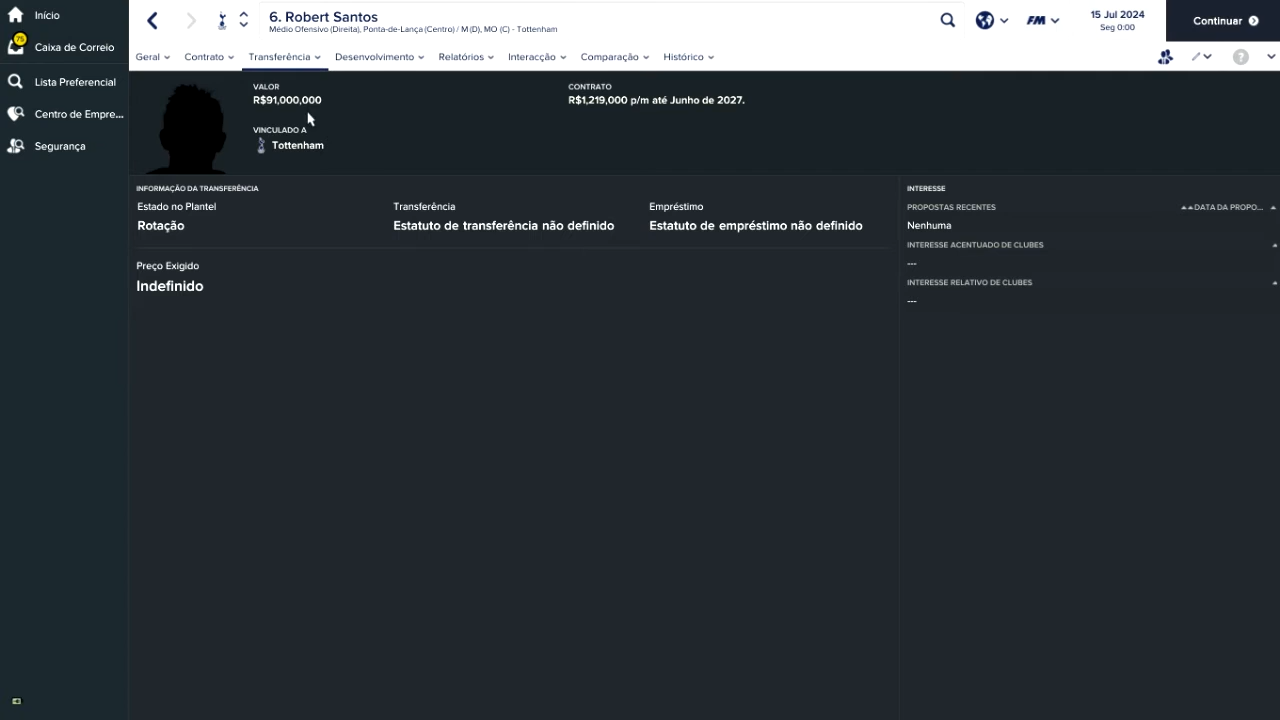 Início
75
Caixa de Correio
Lista Preferencial
Centro de Empre...
Segurança
6. Robert Santos
Médio Ofensivo (Direita), Ponta-de-Lança (Centro) / M (D), MO (C) - Tottenham
FM
15 Jul 2024
Seg 0:00
Continuar
Geral
Contrato
Transferência
Desenvolvimento
Relatórios
Interacção
Comparação
Histórico
?
VALOR
R$91,000,000
VINCULADO A
Tottenham
CONTRATO
R$1,219,000 p/m até Junho de 2027.
INFORMAÇÃO DA TRANSFERÊNCIA
Estado no Plantel
Rotação
Transferência
Estatuto de transferência não definido
Empréstimo
Estatuto de empréstimo não definido
Preço Exigido
Indefinido
INTERESSE
PROPOSTAS RECENTES
DATA DA PROPO...
Nenhuma
INTERESSE ACENTUADO DE CLUBES
---
INTERESSE RELATIVO DE CLUBES
---